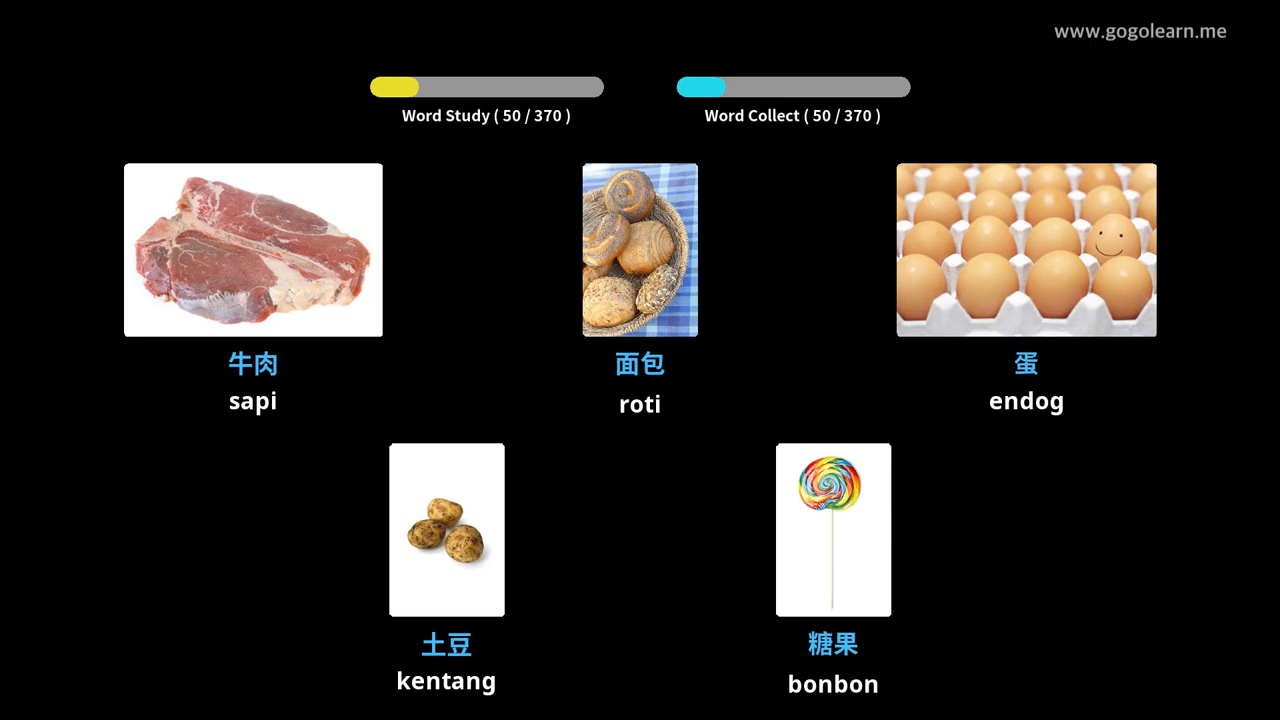 www.gogolearn.me
Word Study ( 50 / 370 )
Word Collect ( 50 / 370 )
牛肉
sapi
面包
roti
蛋
endog
土豆
kentang
糖果
bonbon